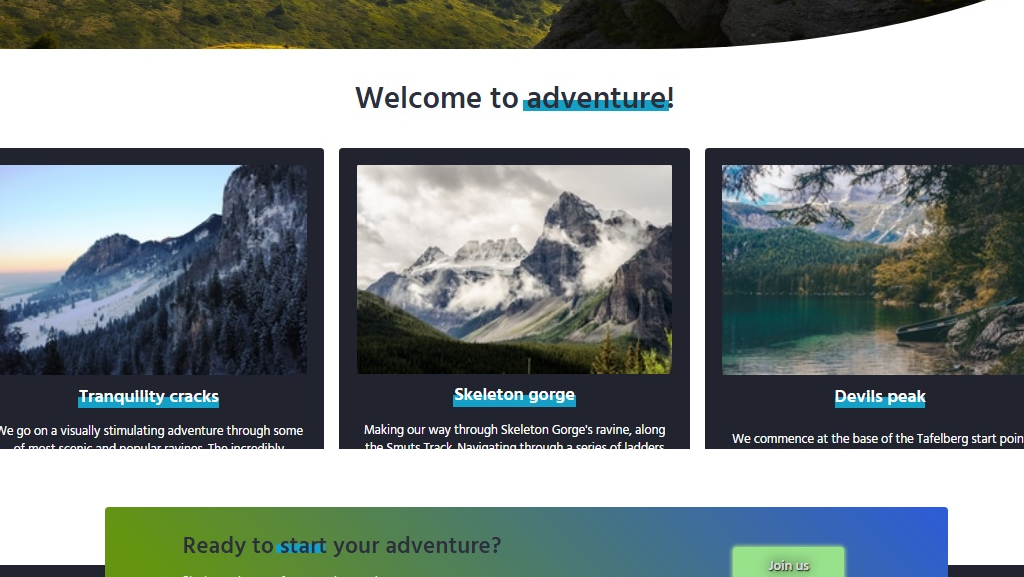 Welcome to adventure!
Tranquility cracks
We go on a visually stimulating adventure through some
of most scenic and popular ravines. The incredibly
Skeleton gorge
Making our way through Skeleton Gorge's ravine, along
the Smuts Track. Navigating through a series of ladders
Devils peak
We commence at the base of the Tafelberg start poin
Ready to start your adventure?
Join us